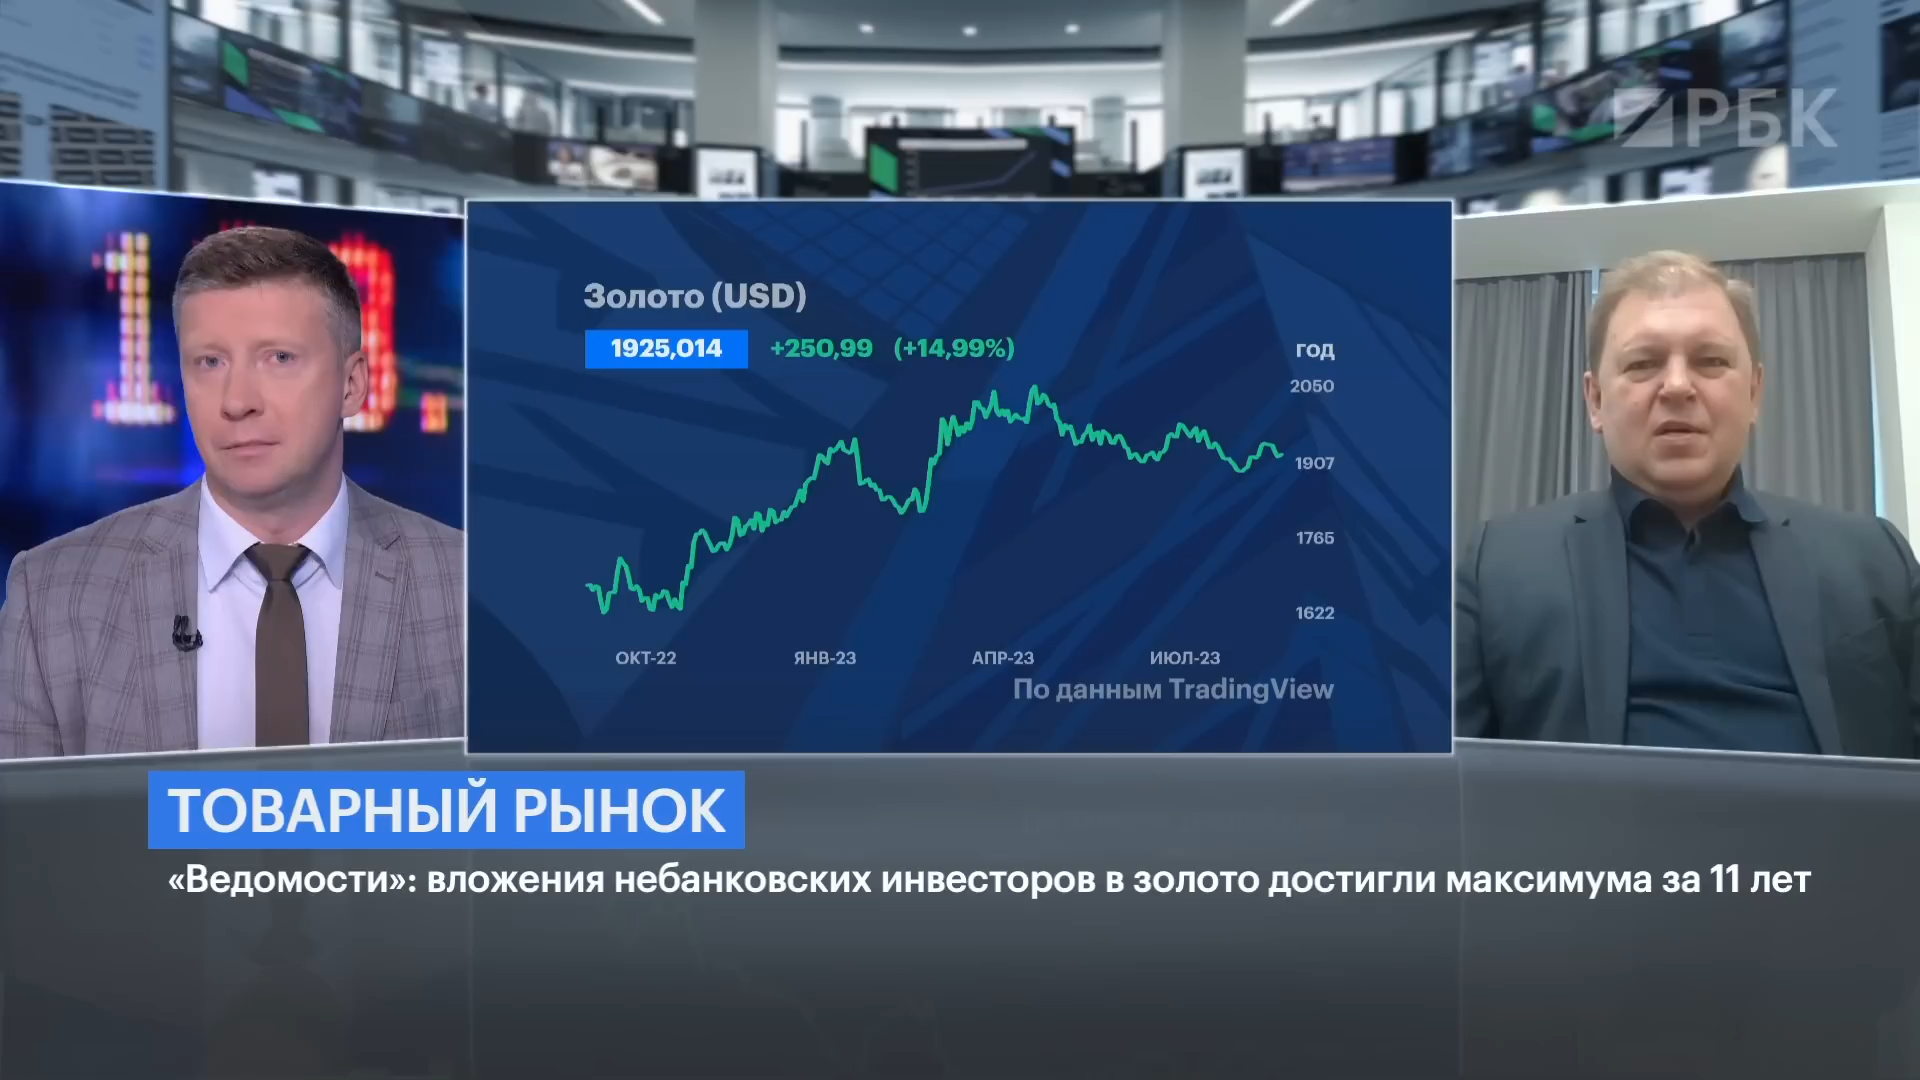 РБК
Золото (USD)
1925,014 +250,99 (+14,99%)
ГОД
2050
1907
1765
1622
ОКТ-22 ЯНВ-23 АПР-23 ИЮЛ-23
По данным TradingView
ТОВАРНЫЙ РЫНОК
«Ведомости»: вложения небанковских инвесторов в золото достигли максимума за 11 лет